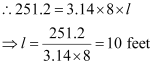 ∴251.2 = 3.14×8×l
⇒ l = 251.2 / 3.14×8 = 10 feet